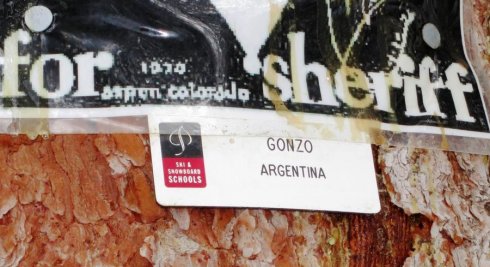 for sheriff
1970
aspen colorado
GONZO
ARGENTINA
SKI &
SNOWBOARD
SCHOOLS